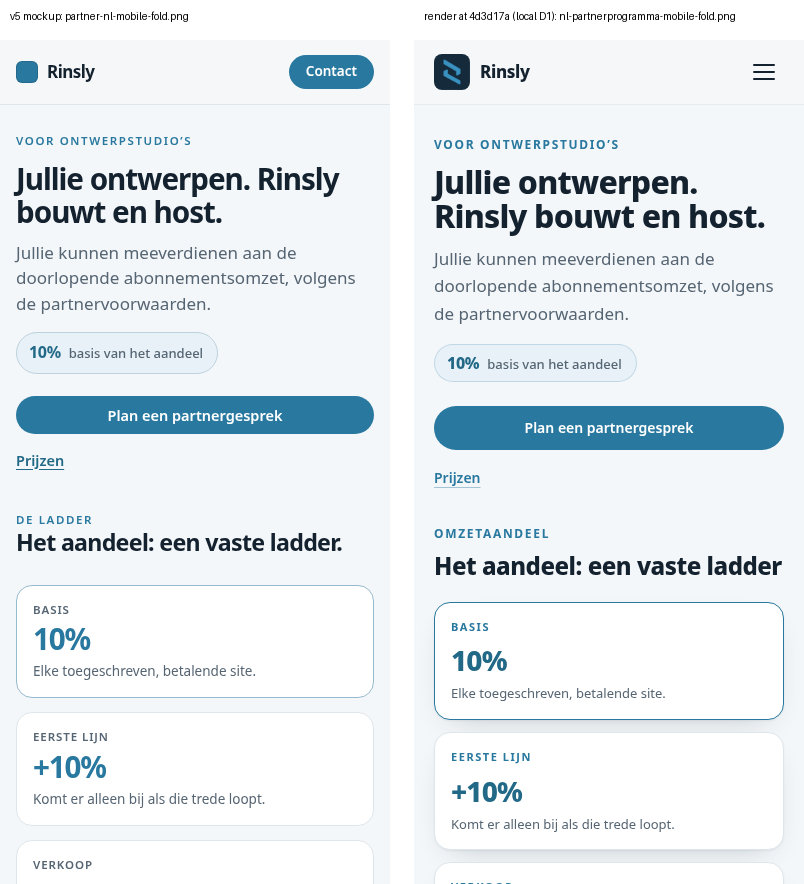 v5 mockup: partner-nl-mobile-fold.png
Rinsly
Contact
VOOR ONTWERPSTUDIO’S
Jullie ontwerpen. Rinsly
bouwt en host.
Jullie kunnen meeverdienen aan de
doorlopende abonnementsomzet, volgens
de partnervoorwaarden.
10% basis van het aandeel
Plan een partnergesprek
Prijzen
DE LADDER
Het aandeel: een vaste ladder.
BASIS
10%
Elke toegeschreven, betalende site.
EERSTE LIJN
+10%
Komt er alleen bij als die trede loopt.
VERKOOP
render at 4d3d17a (local D1): nl-partnerprogramma-mobile-fold.png
Rinsly
VOOR ONTWERPSTUDIO’S
Jullie ontwerpen.
Rinsly bouwt en host.
Jullie kunnen meeverdienen aan de
doorlopende abonnementsomzet, volgens
de partnervoorwaarden.
10% basis van het aandeel
Plan een partnergesprek
Prijzen
OMZETAANDEEL
Het aandeel: een vaste ladder
BASIS
10%
Elke toegeschreven, betalende site.
EERSTE LIJN
+10%
Komt er alleen bij als die trede loopt.